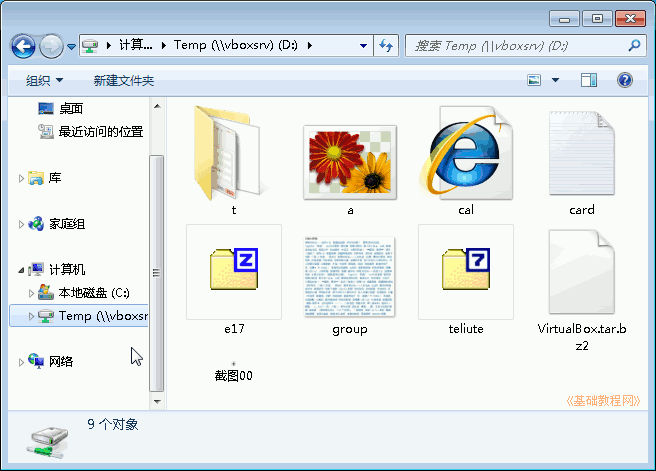 计算... Temp (\\vboxsrv) (D:)
搜索 Temp (\\vboxsrv) (D:)
组织 新建文件夹
桌面
最近访问的位置
库
家庭组
计算机
本地磁盘 (C:)
Temp (\\vboxsr
网络
t
a
cal
card
e17
group
teliute
VirtualBox.tar.b
z2
截图00
《基础教程网》
9 个对象